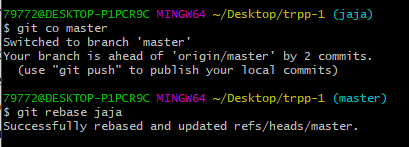 79772@DESKTOP-P1PCR9C MINGW64 ~/Desktop/trpp-1 (jaja)
$ git co master
Switched to branch 'master'
Your branch is ahead of 'origin/master' by 2 commits.
  (use "git push" to publish your local commits)
79772@DESKTOP-P1PCR9C MINGW64 ~/Desktop/trpp-1 (master)
$ git rebase jaja
Successfully rebased and updated refs/heads/master.